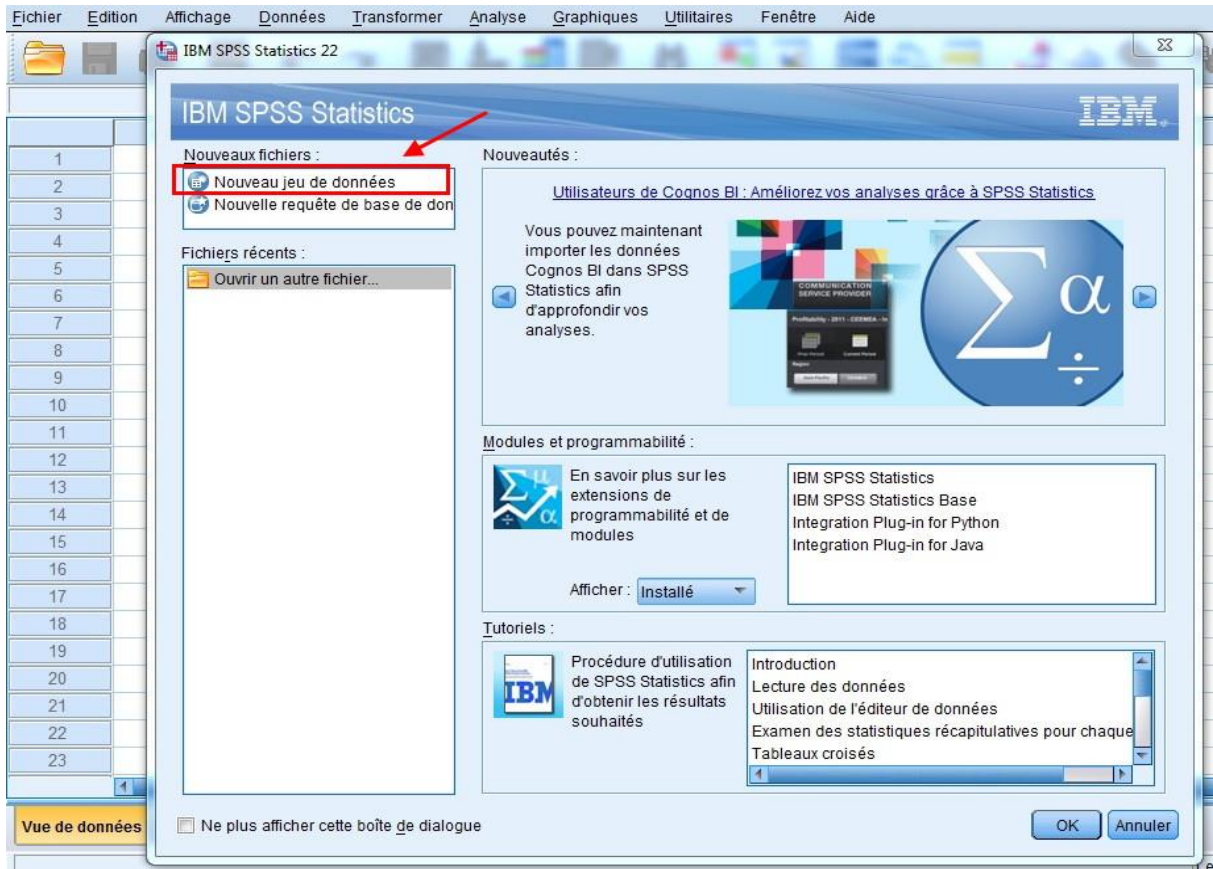 Fichier Edition Affichage Données Transformer Analyse Graphiques Utilitaires Fenêtre Aide
IBM SPSS Statistics 22
IBM SPSS Statistics
IBM
Nouveaux fichiers :
Nouveau jeu de données
Nouvelle requête de base de don
Fichiers récents :
Ouvrir un autre fichier...
Nouveautés :
Utilisateurs de Cognos BI : Améliorez vos analyses grâce à SPSS Statistics
Vous pouvez maintenant
importer les données
Cognos BI dans SPSS
Statistics afin
d'approfondir vos
analyses.
COMMUNICATION
SERVICE PROVIDER
Σ α ÷
Modules et programmabilité :
Σ μ ÷ α
En savoir plus sur les
extensions de
programmabilité et de
modules
Afficher : Installé
IBM SPSS Statistics
IBM SPSS Statistics Base
Integration Plug-in for Python
Integration Plug-in for Java
Tutoriels :
IBM
Procédure d'utilisation
de SPSS Statistics afin
d'obtenir les résultats
souhaités
Introduction
Lecture des données
Utilisation de l'éditeur de données
Examen des statistiques récapitulatives pour chaque
Tableaux croisés
1
2
3
4
5
6
7
8
9
10
11
12
13
14
15
16
17
18
19
20
21
22
23
Vue de données
Ne plus afficher cette boîte de dialogue
OK Annuler